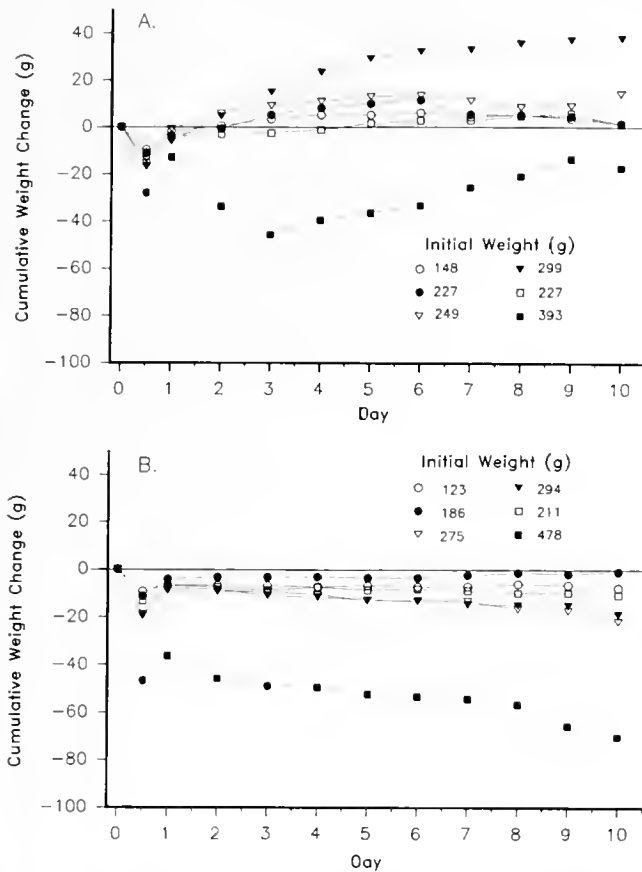 A.
Cumulative Weight Change (g)
40
20
0
−20
−40
−60
−80
−100
Initial Weight (g)
○ 148 ▼ 299
● 227 □ 227
▽ 249 ■ 393
0 1 2 3 4 5 6 7 8 9 10
Day
B.
Cumulative Weight Change (g)
40
20
0
−20
−40
−60
−80
−100
Initial Weight (g)
○ 123 ▼ 294
● 186 □ 211
▽ 275 ■ 478
0 1 2 3 4 5 6 7 8 9 10
Day